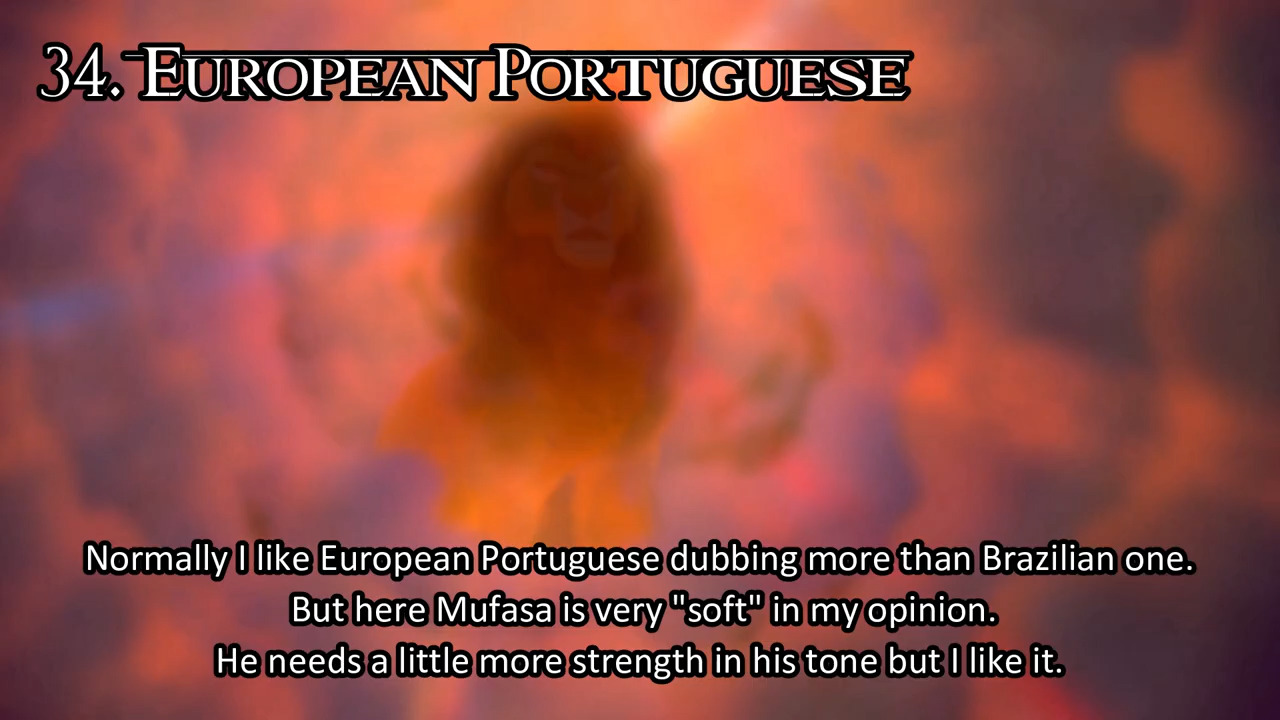 34. European Portuguese
Normally I like European Portuguese dubbing more than Brazilian one.
But here Mufasa is very "soft" in my opinion.
He needs a little more strength in his tone but I like it.